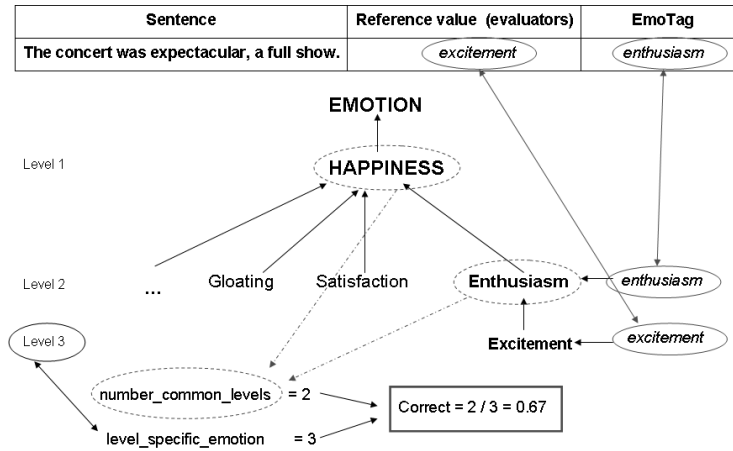 Sentence Reference value (evaluators) EmoTag
The concert was expectacular, a full show. excitement enthusiasm
EMOTION
Level 1 HAPPINESS
Level 2 ... Gloating Satisfaction Enthusiasm enthusiasm
Level 3 Excitement excitement
number_common_levels = 2
Correct = 2 / 3 = 0.67
level_specific_emotion = 3